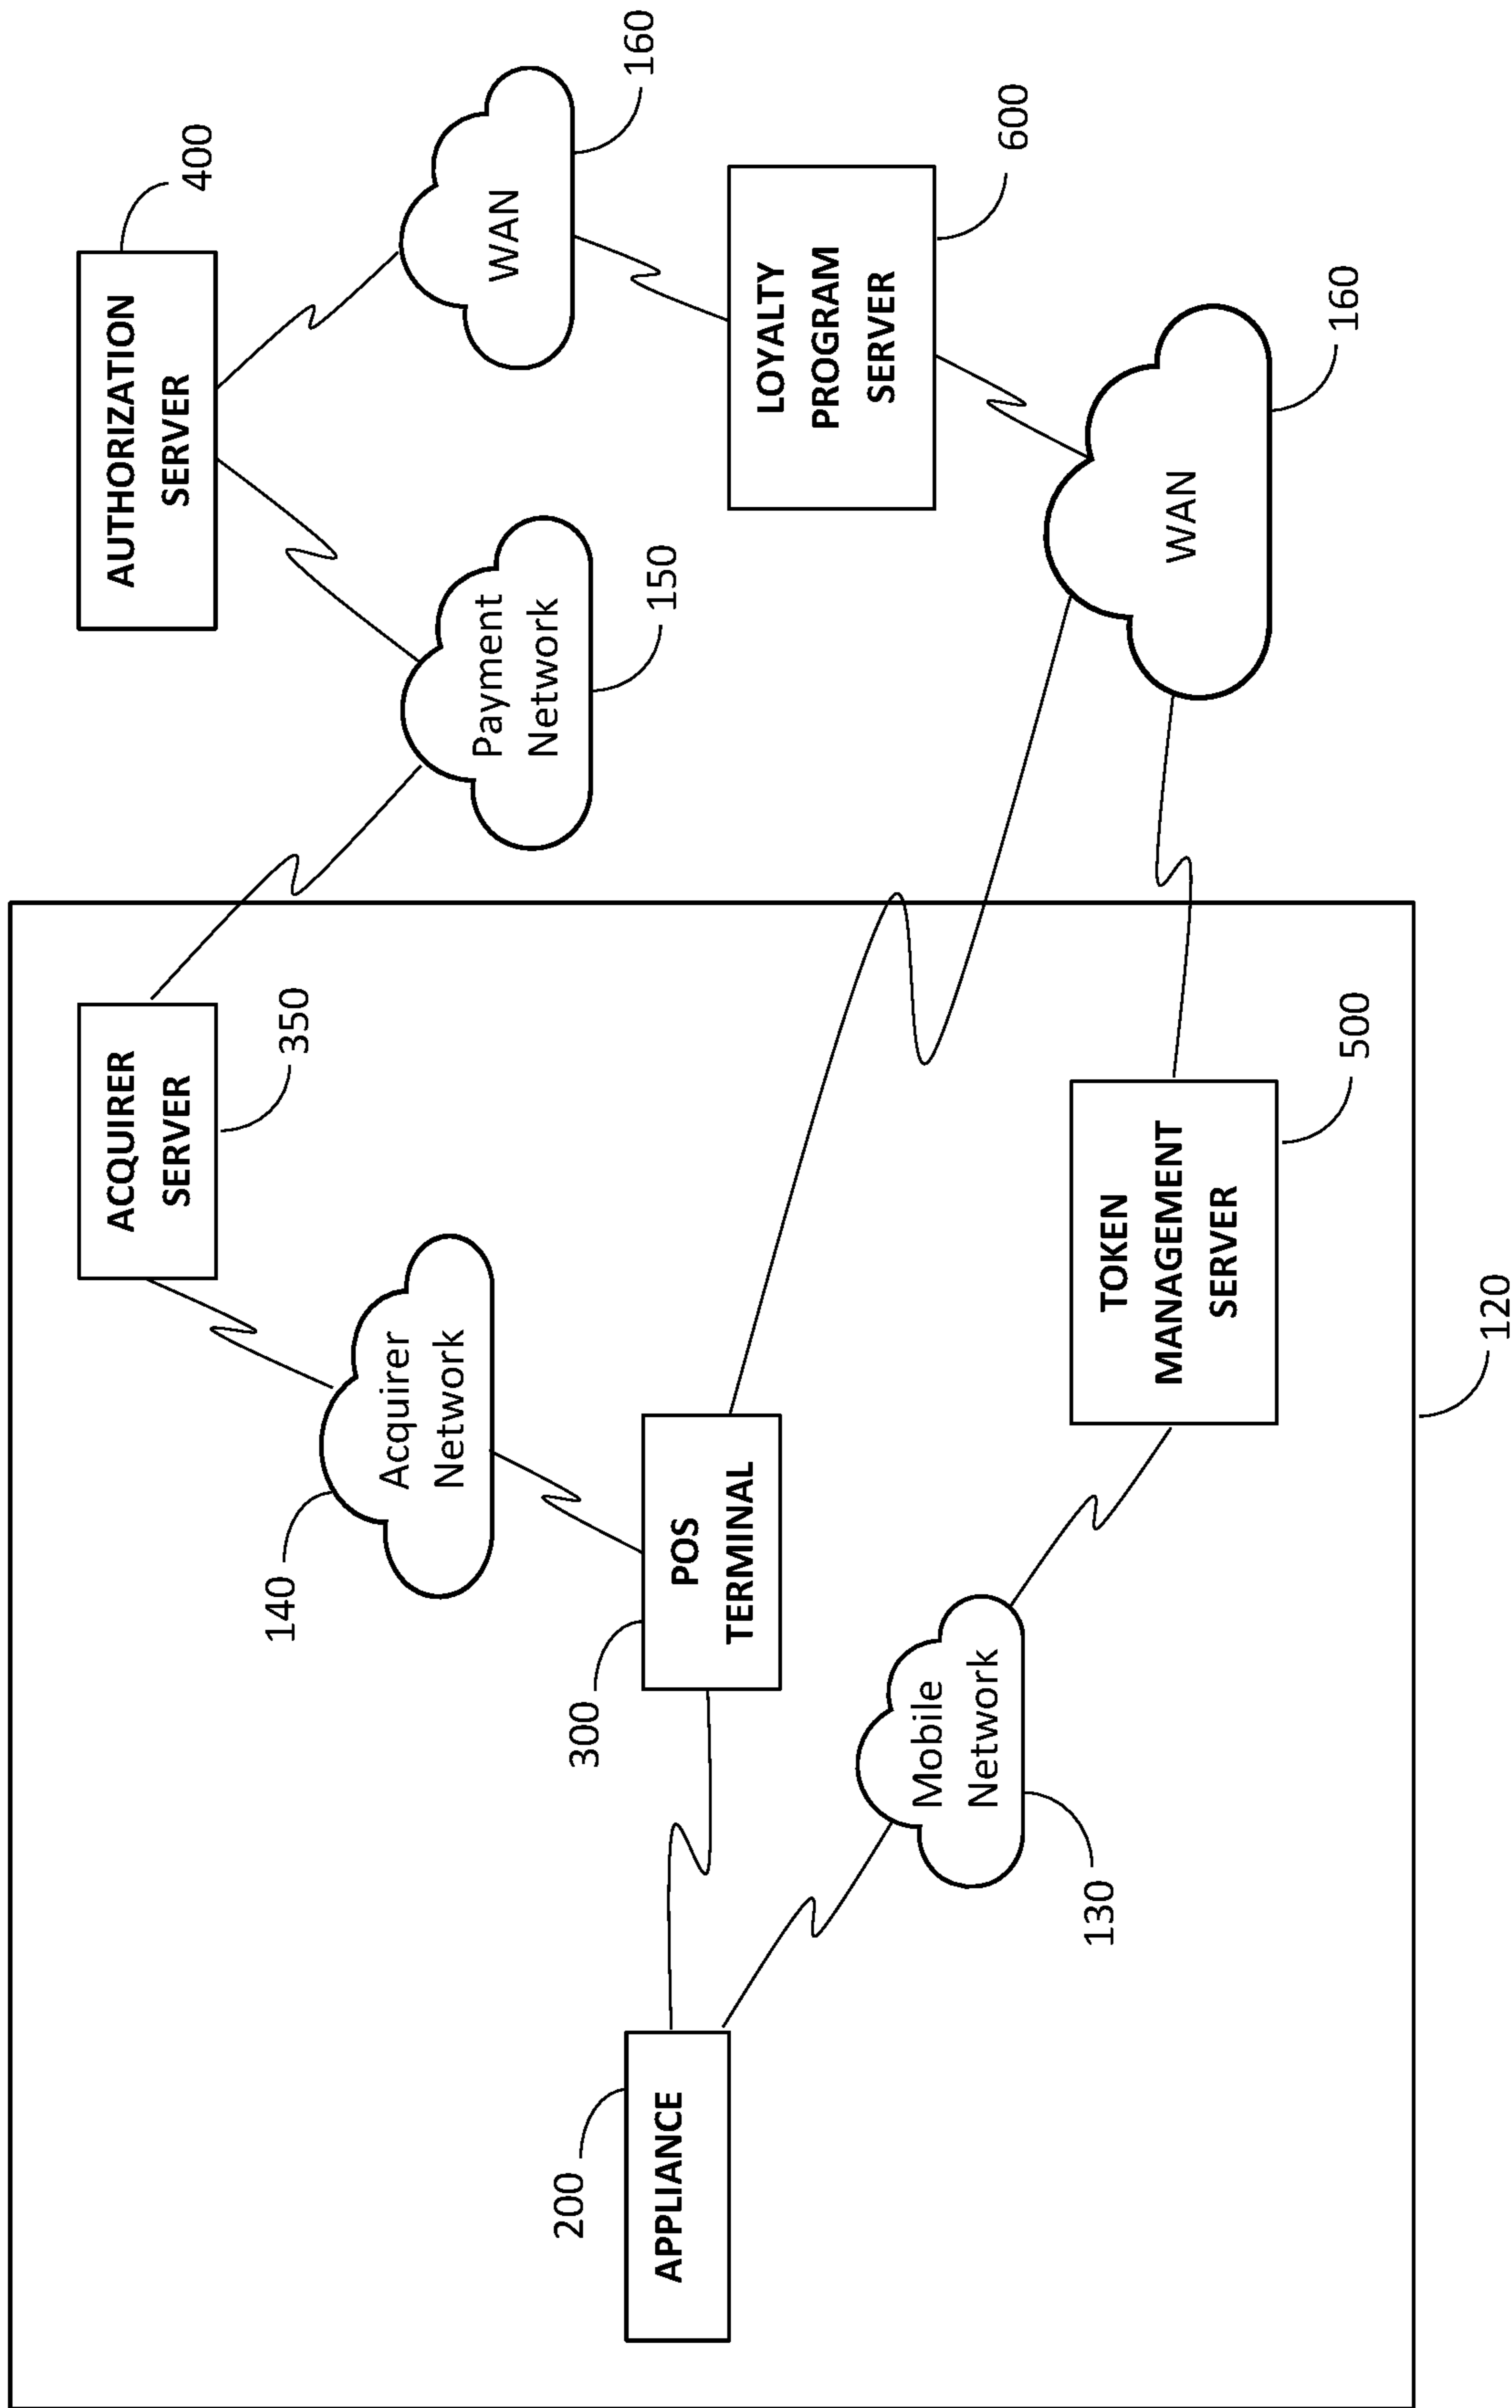 AUTHORIZATION
SERVER
400
WAN
160
Payment
Network
150
LOYALTY
PROGRAM
SERVER
600
WAN
160
ACQUIRER
SERVER
350
Acquirer
Network
140
POS
TERMINAL
300
TOKEN
MANAGEMENT
SERVER
500
Mobile
Network
130
APPLIANCE
200
120